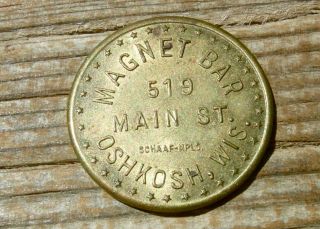 MAGNET BAR
519
MAIN ST.
SCHAAF-MPLS.
OSHKOSH, WIS.